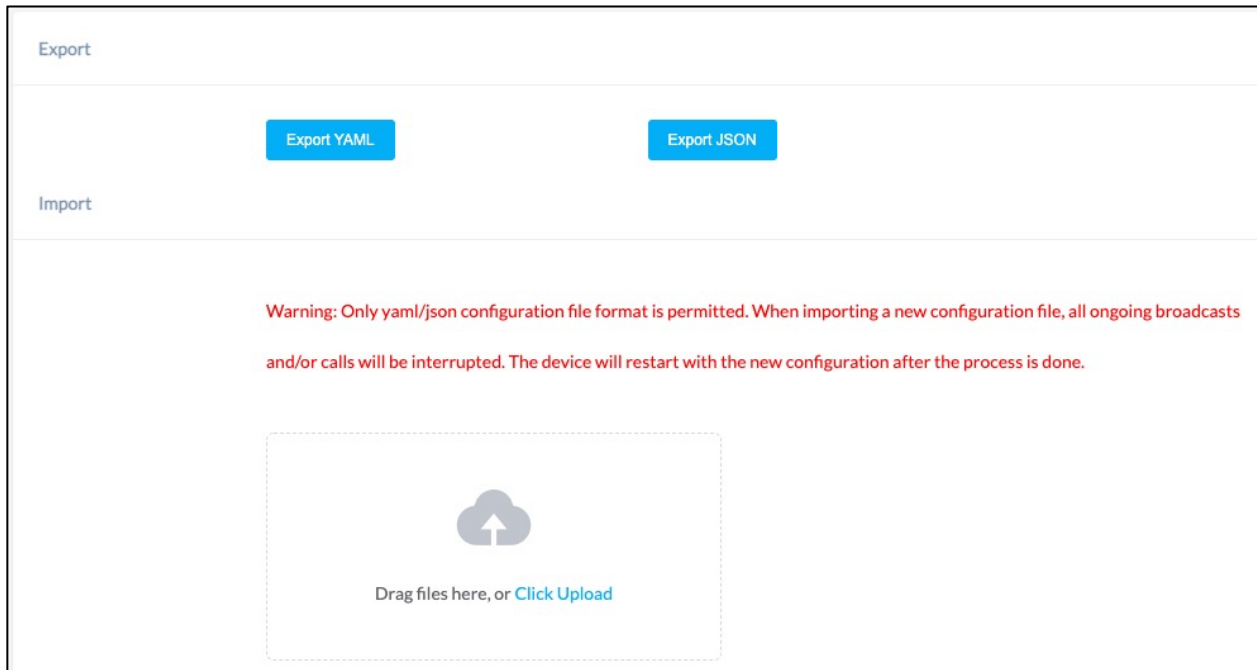 Export
Export YAML
Export JSON
Import
Warning: Only yaml/json configuration file format is permitted. When importing a new configuration file, all ongoing broadcasts
and/or calls will be interrupted. The device will restart with the new configuration after the process is done.
Drag files here, or Click Upload